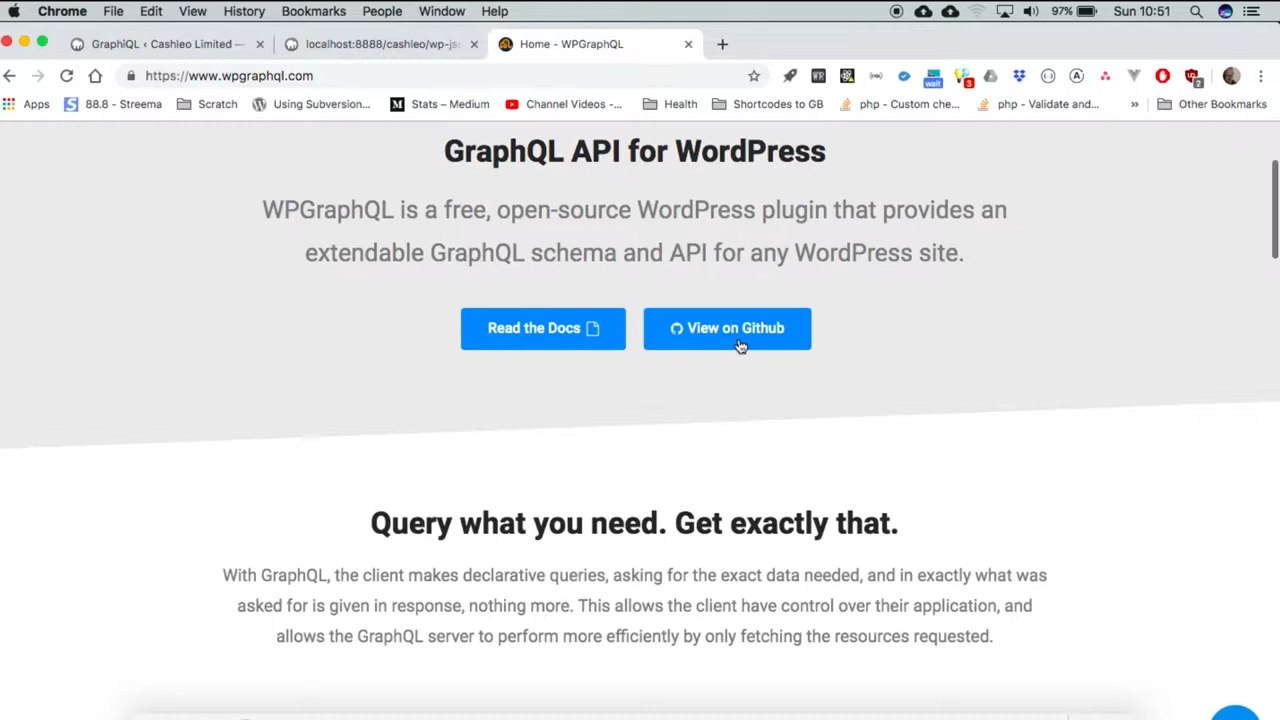 Chrome File Edit View History Bookmarks People Window Help 97% Sun 10:51
GraphiQL ‹ Cashleo Limited — localhost:8888/cashleo/wp-jso Home - WPGraphQL
https://www.wpgraphql.com WR wait 3 2
Apps 88.8 - Streema Scratch Using Subversion... Stats – Medium Channel Videos -... Health Shortcodes to GB php - Custom che... php - Validate and... » Other Bookmarks
GraphQL API for WordPress
WPGraphQL is a free, open-source WordPress plugin that provides an
extendable GraphQL schema and API for any WordPress site.
Read the Docs View on Github
Query what you need. Get exactly that.
With GraphQL, the client makes declarative queries, asking for the exact data needed, and in exactly what was
asked for is given in response, nothing more. This allows the client have control over their application, and
allows the GraphQL server to perform more efficiently by only fetching the resources requested.